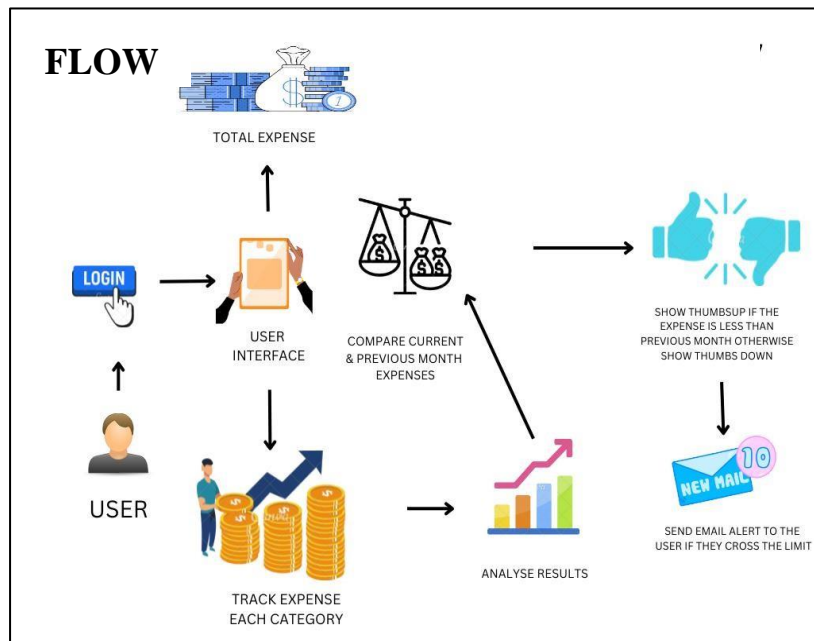 FLOW
TOTAL EXPENSE
LOGIN
USER
INTERFACE
COMPARE CURRENT
& PREVIOUS MONTH
EXPENSES
SHOW THUMBSUP IF THE
EXPENSE IS LESS THAN
PREVIOUS MONTH OTHERWISE
SHOW THUMBS DOWN
USER
TRACK EXPENSE
EACH CATEGORY
ANALYSE RESULTS
10
NEW MAIL
SEND EMAIL ALERT TO THE
USER IF THEY CROSS THE LIMIT